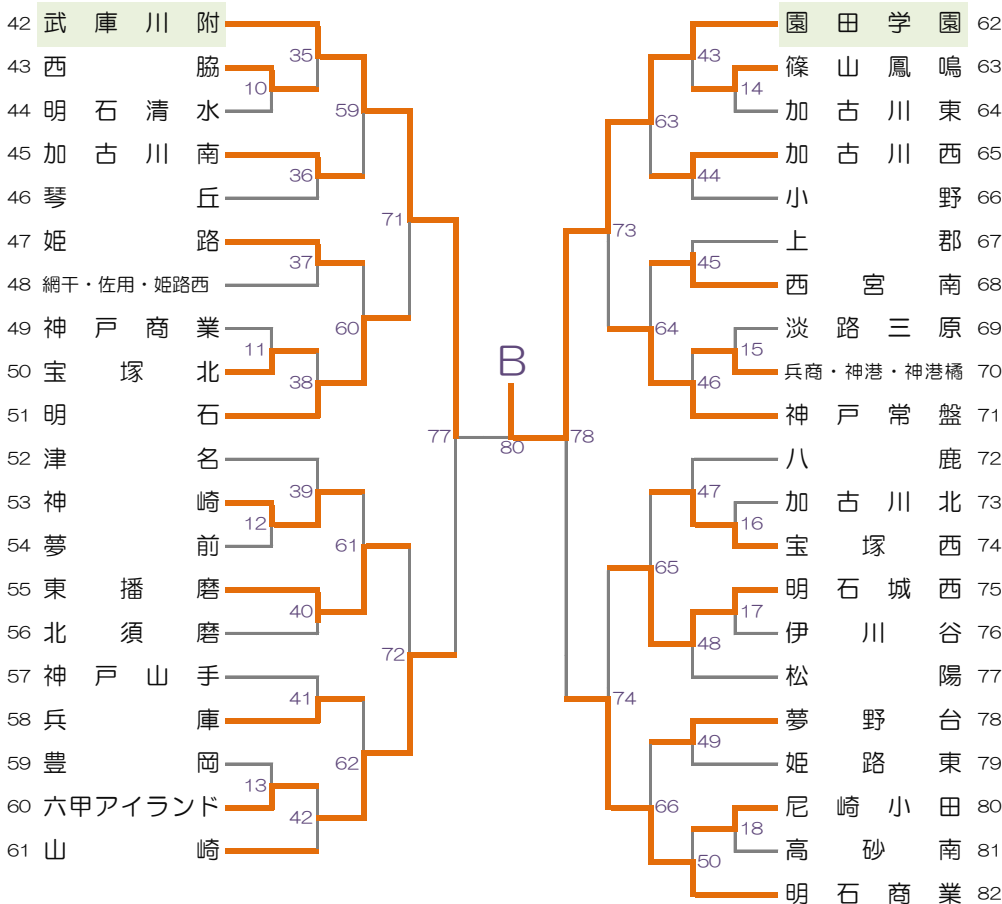 42 武庫川附
43 西脇
44 明石清水
45 加古川南
46 琴丘
47 姫路
48 網干・佐用・姫路西
49 神戸商業
50 宝塚北
51 明石
52 津名
53 神崎
54 夢前
55 東播磨
56 北須磨
57 神戸山手
58 兵庫
59 豊岡
60 六甲アイランド
61 山崎
10
11
12
13
35
36
37
38
39
40
41
42
59
60
61
62
71
72
77
B
80
78
73
74
63
64
65
66
43
44
45
46
47
48
49
50
14
15
16
17
18
園田学園 62
篠山鳳鳴 63
加古川東 64
加古川西 65
小野 66
上郡 67
西宮南 68
淡路三原 69
兵商・神港・神港橘 70
神戸常盤 71
八鹿 72
加古川北 73
宝塚西 74
明石城西 75
伊川谷 76
松陽 77
夢野台 78
姫路東 79
尼崎小田 80
高砂南 81
明石商業 82